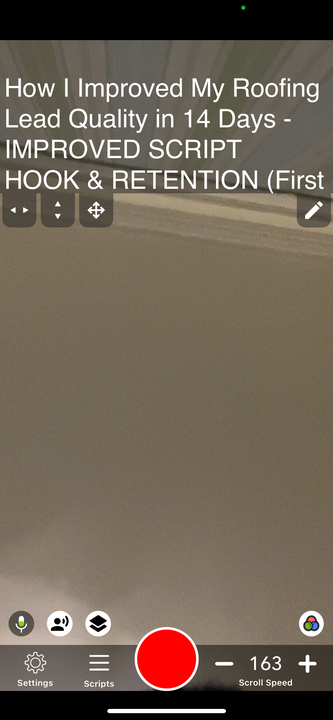 How I Improved My Roofing
Lead Quality in 14 Days -
IMPROVED SCRIPT
HOOK & RETENTION (First
163
Settings
Scripts
Scroll Speed